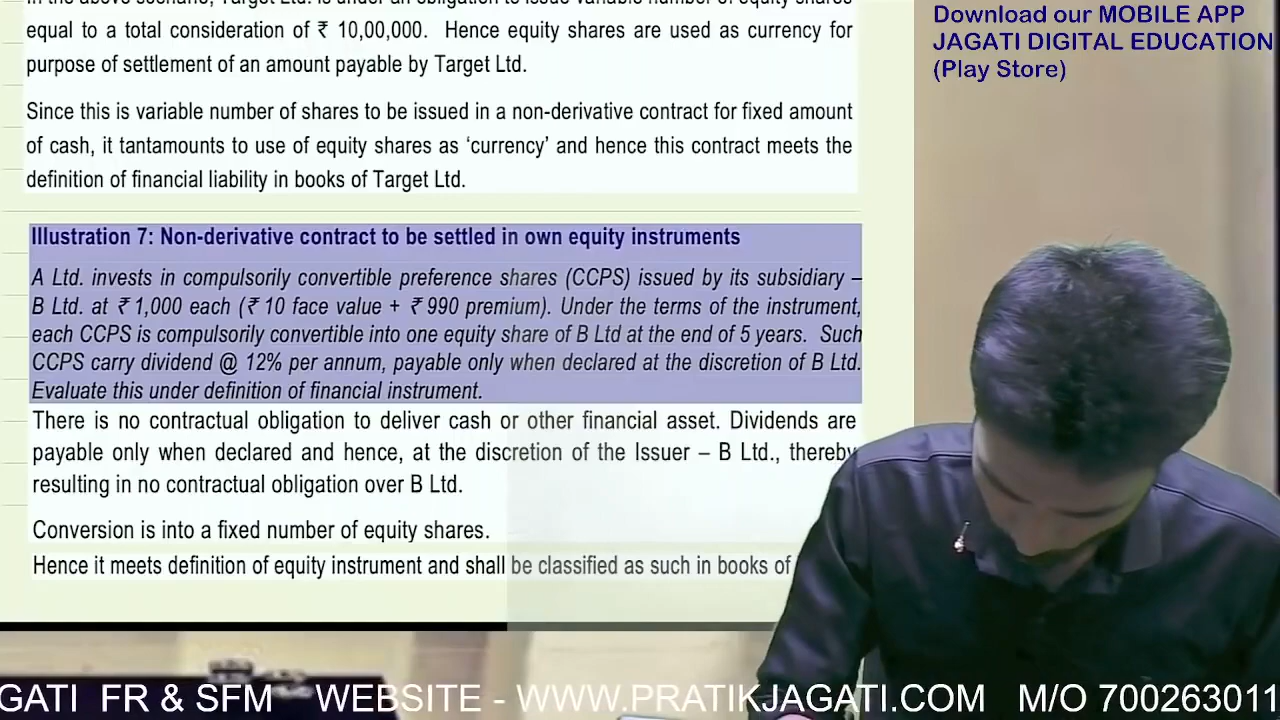 In the above scenario, Target Ltd. is under an obligation to issue variable number of equity shares
equal to a total consideration of ₹ 10,00,000. Hence equity shares are used as currency for
purpose of settlement of an amount payable by Target Ltd.
Since this is variable number of shares to be issued in a non-derivative contract for fixed amount
of cash, it tantamounts to use of equity shares as ‘currency’ and hence this contract meets the
definition of financial liability in books of Target Ltd.
Illustration 7: Non-derivative contract to be settled in own equity instruments
A Ltd. invests in compulsorily convertible preference shares (CCPS) issued by its subsidiary –
B Ltd. at ₹ 1,000 each (₹ 10 face value + ₹ 990 premium). Under the terms of the instrument,
each CCPS is compulsorily convertible into one equity share of B Ltd at the end of 5 years. Such
CCPS carry dividend @ 12% per annum, payable only when declared at the discretion of B Ltd.
Evaluate this under definition of financial instrument.
There is no contractual obligation to deliver cash or other financial asset. Dividends are
payable only when declared and hence, at the discretion of the Issuer – B Ltd., thereby
resulting in no contractual obligation over B Ltd.
Conversion is into a fixed number of equity shares.
Hence it meets definition of equity instrument and shall be classified as such in books of
Download our MOBILE APP
JAGATI DIGITAL EDUCATION
(Play Store)
GATI FR & SFM WEBSITE - WWW.PRATIKJAGATI.COM M/O 700263011